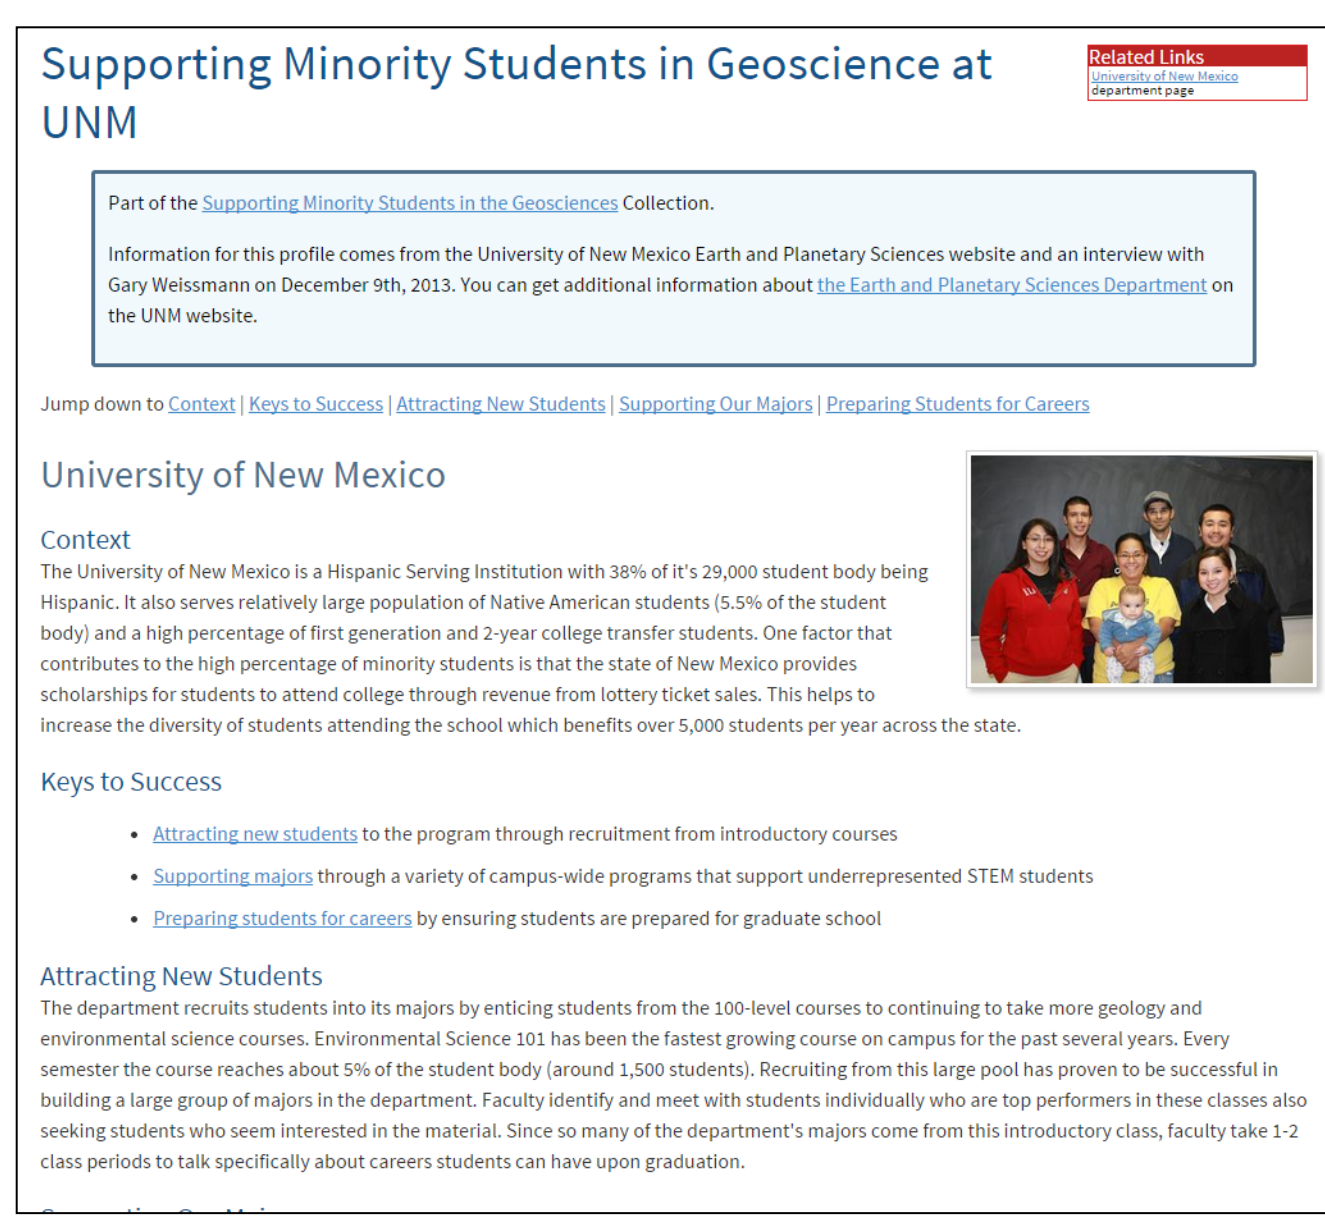 Supporting Minority Students in Geoscience at
UNM
Related Links
University of New Mexico
department page
Part of the Supporting Minority Students in the Geosciences Collection.
Information for this profile comes from the University of New Mexico Earth and Planetary Sciences website and an interview with
Gary Weissmann on December 9th, 2013. You can get additional information about the Earth and Planetary Sciences Department on
the UNM website.
Jump down to Context | Keys to Success | Attracting New Students | Supporting Our Majors | Preparing Students for Careers
University of New Mexico
Context
The University of New Mexico is a Hispanic Serving Institution with 38% of it's 29,000 student body being
Hispanic. It also serves relatively large population of Native American students (5.5% of the student
body) and a high percentage of first generation and 2-year college transfer students. One factor that
contributes to the high percentage of minority students is that the state of New Mexico provides
scholarships for students to attend college through revenue from lottery ticket sales. This helps to
increase the diversity of students attending the school which benefits over 5,000 students per year across the state.
Keys to Success
• Attracting new students to the program through recruitment from introductory courses
• Supporting majors through a variety of campus-wide programs that support underrepresented STEM students
• Preparing students for careers by ensuring students are prepared for graduate school
Attracting New Students
The department recruits students into its majors by enticing students from the 100-level courses to continuing to take more geology and
environmental science courses. Environmental Science 101 has been the fastest growing course on campus for the past several years. Every
semester the course reaches about 5% of the student body (around 1,500 students). Recruiting from this large pool has proven to be successful in
building a large group of majors in the department. Faculty identify and meet with students individually who are top performers in these classes also
seeking students who seem interested in the material. Since so many of the department's majors come from this introductory class, faculty take 1-2
class periods to talk specifically about careers students can have upon graduation.